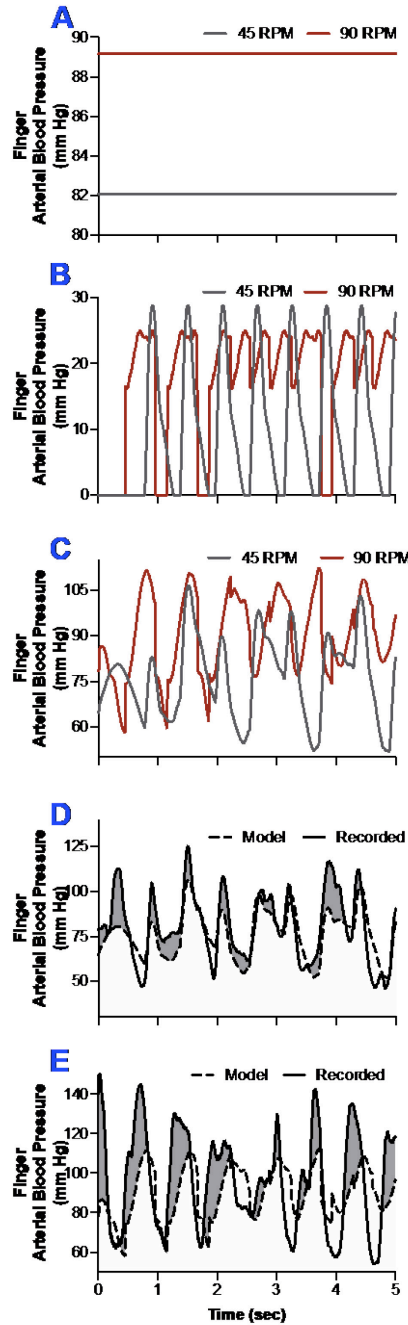 A
45 RPM 90 RPM
Finger
Arterial Blood Pressure
(mm Hg)
90
88
86
84
82
80
B
45 RPM 90 RPM
Finger
Arterial Blood Pressure
(mm Hg)
30
20
10
0
C
45 RPM 90 RPM
Finger
Arterial Blood Pressure
(mm Hg)
105
90
75
60
D
Model Recorded
Finger
Arterial Blood Pressure
(mm Hg)
125
100
75
50
E
Model Recorded
Finger
Arterial Blood Pressure
(mm Hg)
140
120
100
80
60
0 1 2 3 4 5
Time (sec)